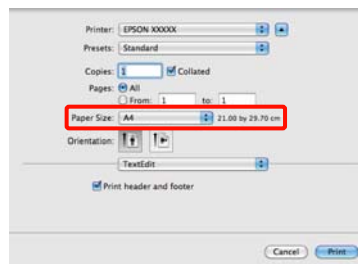 Printer: EPSON XXXXX
Presets: Standard
Copies: 1 Collated
Pages: All
From: 1 to: 1
Paper Size: A4 21.00 by 29.70 cm
Orientation:
TextEdit
Print header and footer
Cancel Print